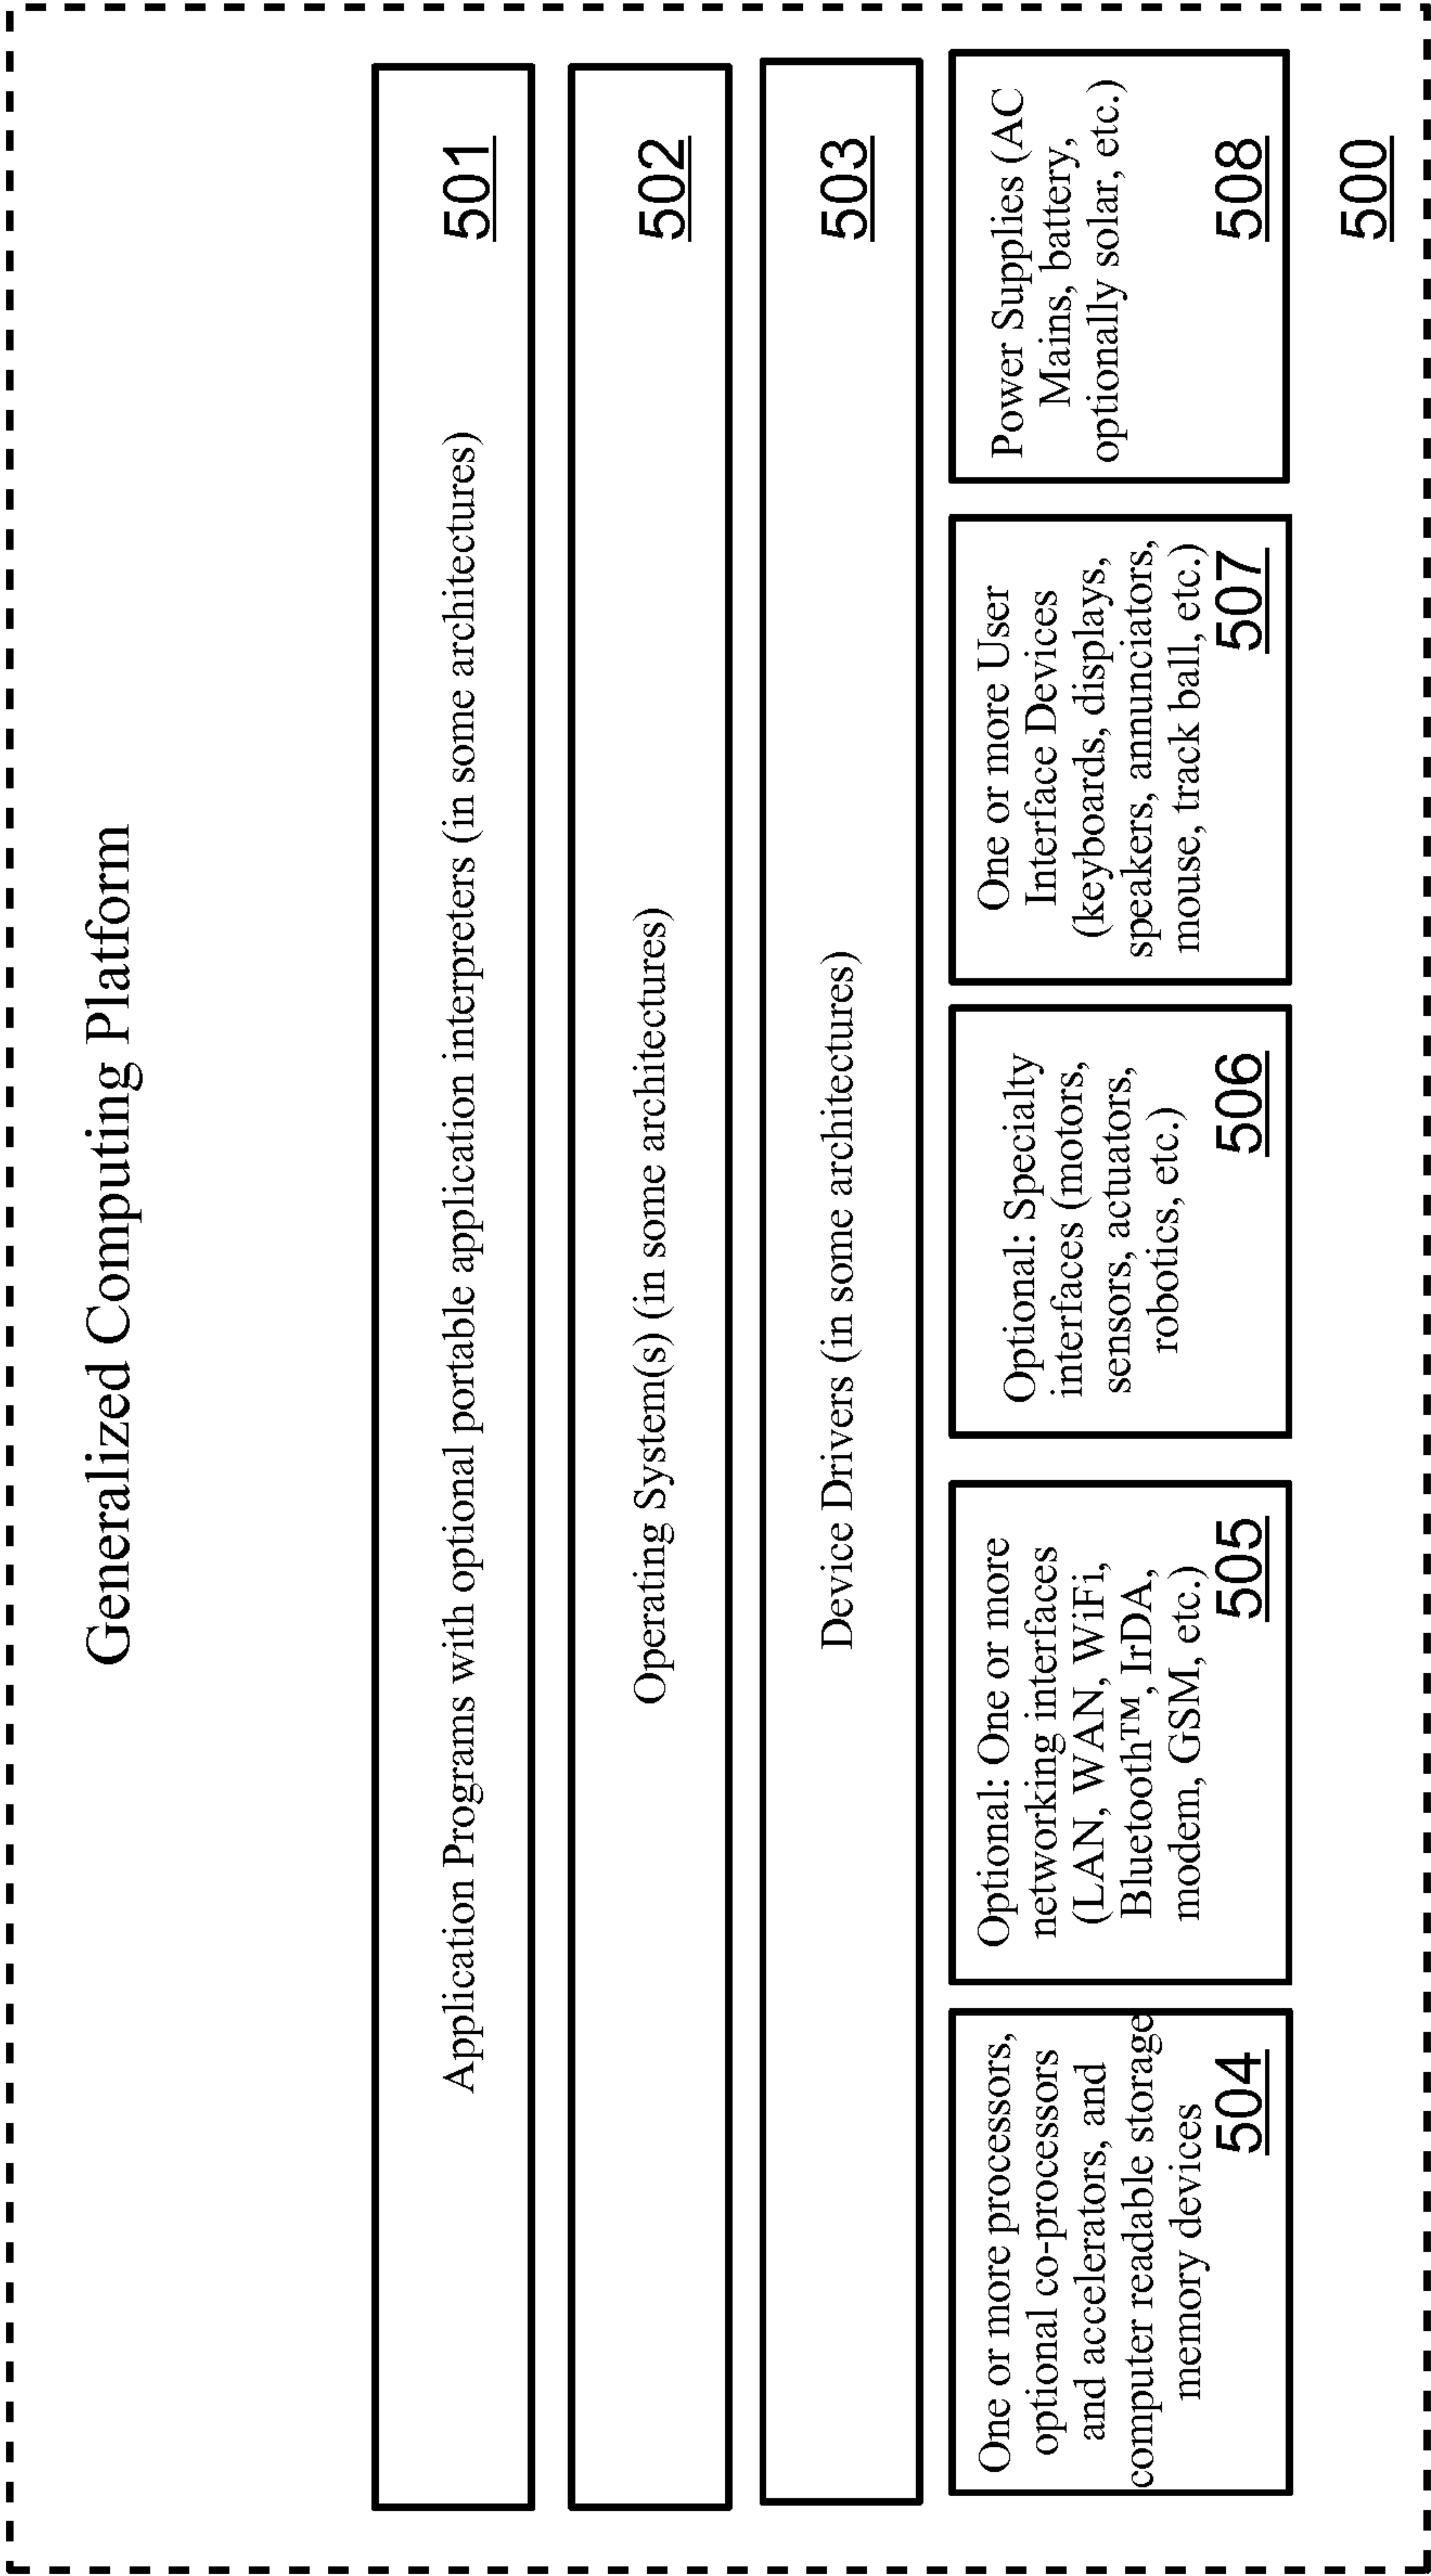 Generalized Computing Platform
Application Programs with optional portable application interpreters (in some architectures)
501
Operating System(s) (in some architectures)
502
Device Drivers (in some architectures)
503
One or more processors,
optional co-processors
and accelerators, and
computer readable storage
memory devices
504
Optional: One or more
networking interfaces
(LAN, WAN, WiFi,
Bluetooth™, IrDA,
modem, GSM, etc.)
505
Optional: Specialty
interfaces (motors,
sensors, actuators,
robotics, etc.)
506
One or more User
Interface Devices
(keyboards, displays,
speakers, annunciators,
mouse, track ball, etc.)
507
Power Supplies (AC
Mains, battery,
optionally solar, etc.)
508
500